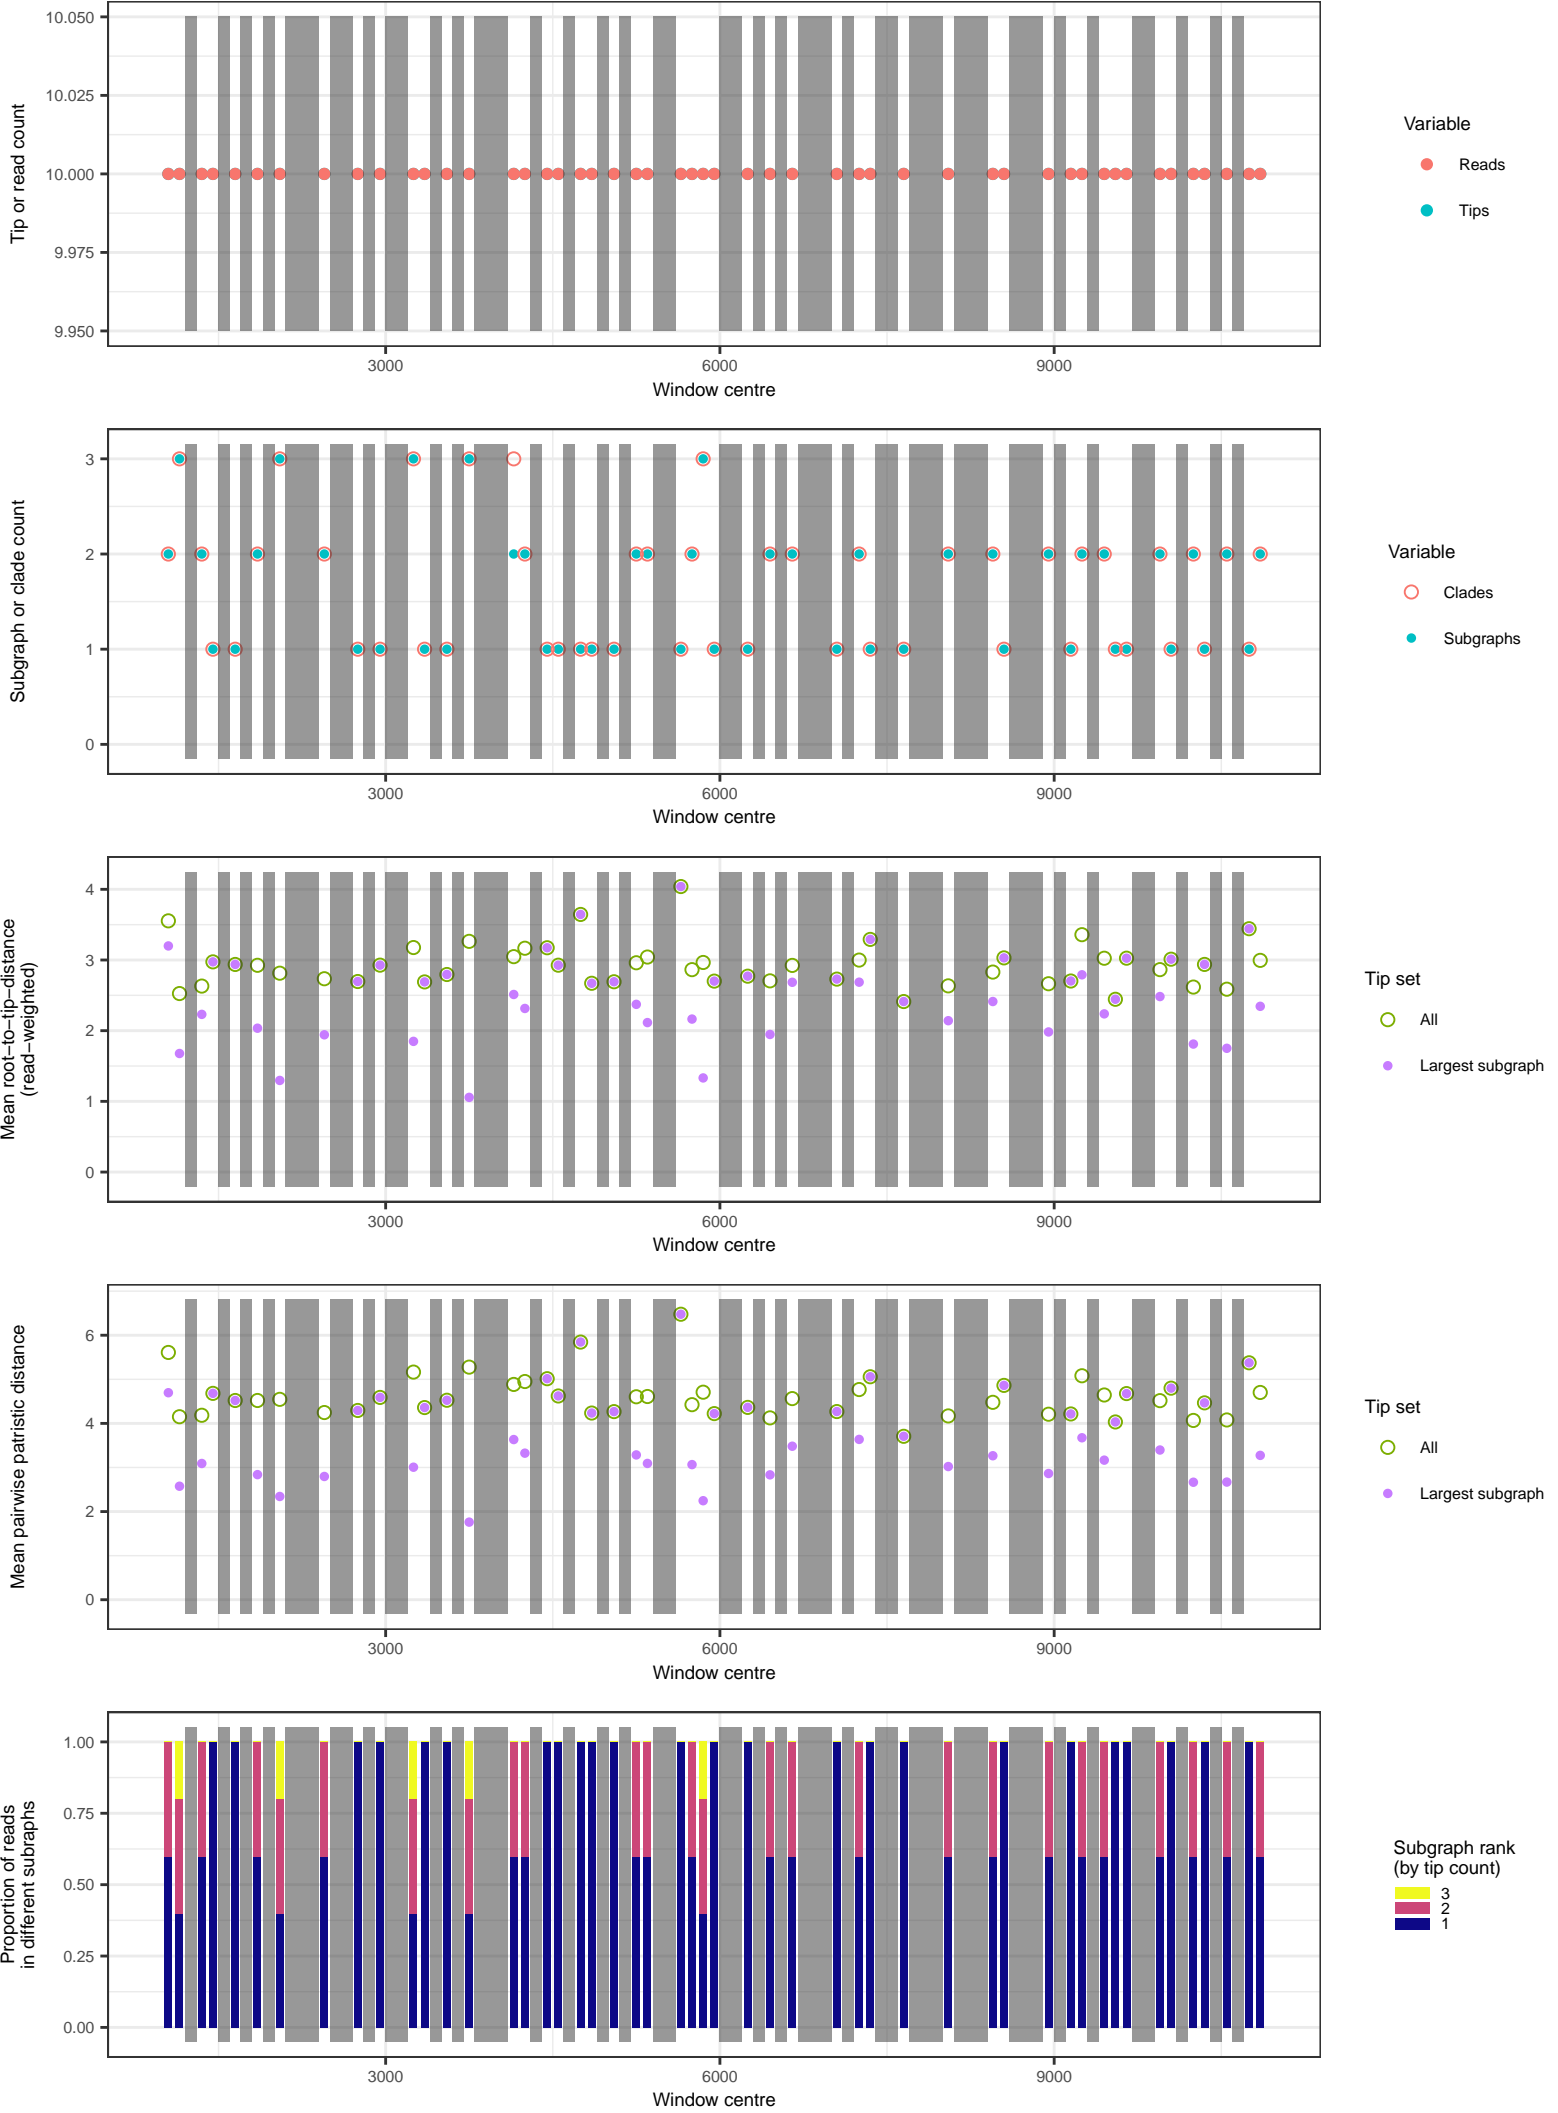 10.050
10.025
10.000
9.975
9.950
Tip or read count
3000
6000
9000
Window centre
Variable
Reads
Tips
3
2
1
0
Subgraph or clade count
3000
6000
9000
Window centre
Variable
Clades
Subgraphs
4
3
2
1
0
Mean root−to−tip−distance
(read−weighted)
3000
6000
9000
Window centre
Tip set
All
Largest subgraph
6
4
2
0
Mean pairwise patristic distance
3000
6000
9000
Window centre
Tip set
All
Largest subgraph
1.00
0.75
0.50
0.25
0.00
Proportion of reads
in different subraphs
3000
6000
9000
Window centre
Subgraph rank
(by tip count)
3
2
1